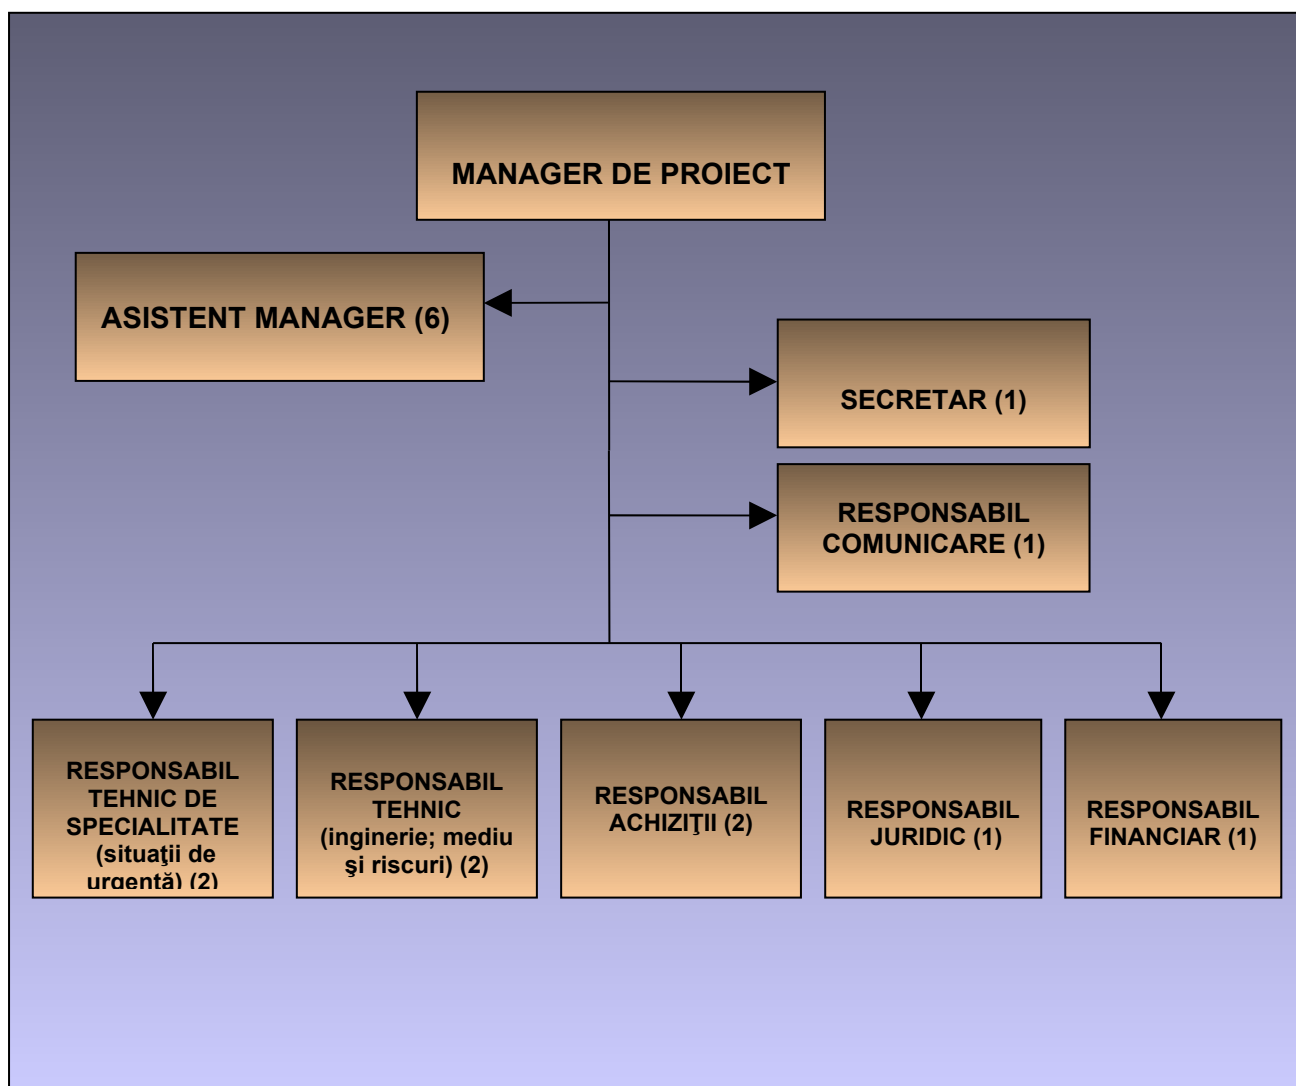 MANAGER DE PROIECT
ASISTENT MANAGER (6)
SECRETAR (1)
RESPONSABIL
COMUNICARE (1)
RESPONSABIL
TEHNIC DE
SPECIALITATE
(situaţii de
urgenţă) (2)
RESPONSABIL
TEHNIC
(inginerie; mediu
şi riscuri) (2)
RESPONSABIL
ACHIZIŢII (2)
RESPONSABIL
JURIDIC (1)
RESPONSABIL
FINANCIAR (1)